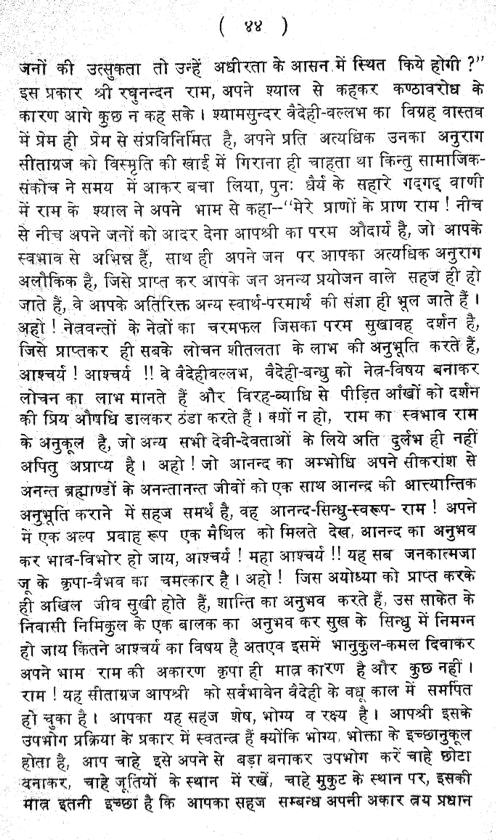 ( ४४ )
जनों की उत्सुकता तो उन्हें अधीरता के आसन में स्थित किये होगी ?"
इस प्रकार श्री रघुनन्दन राम, अपने श्याल से कहकर कण्ठावरोध के
कारण आगे कुछ न कह सके । श्यामसुन्दर वैदेही-वल्लभ का विग्रह वास्तव
में प्रेम ही प्रेम से संप्रविनिर्मित है, अपने प्रति अत्यधिक उनका अनुराग
सीताग्रज को विस्मृति की खाई में गिराना ही चाहता था किन्तु सामाजिक-
संकोच ने समय में आकर बचा लिया, पुनः धैर्य के सहारे गद्गद् वाणी
में राम के श्याल ने अपने भाम से कहा--"मेरे प्राणों के प्राण राम ! नीच
से नीच अपने जनों को आदर देना आपश्री का परम औदार्य है, जो आपके
स्वभाव से अभिन्न हैं, साथ ही अपने जन पर आपका अत्यधिक अनुराग
अलौकिक है, जिसे प्राप्त कर आपके जन अनन्य प्रयोजन वाले सहज ही हो
जाते हैं, वे आपके अतिरिक्त अन्य स्वार्थ-परमार्थ की संज्ञा ही भूल जाते हैं ।
अहो ! नेत्रवन्तों के नेत्रों का चरमफल जिसका परम सुखावह दर्शन है,
जिसे प्राप्तकर ही सबके लोचन शीतलता के लाभ की अनुभूति करते हैं,
आश्चर्य ! आश्चर्य !! वे वैदेहीवल्लभ, वैदेही-बन्धु को नेत्र-विषय बनाकर
लोचन का लाभ मानते हैं और विरह-व्याधि से पीड़ित आँखों को दर्शन
की प्रिय औषधि डालकर ठंडा करते हैं । क्यों न हो, राम का स्वभाव राम
के अनुकूल है, जो अन्य सभी देवी-देवताओं के लिये अति दुर्लभ ही नहीं
अपितु अप्राप्य है । अहो ! जो आनन्द का अम्भोधि अपने सीकरांश से
अनन्त ब्रह्माण्डों के अनन्तानन्त जीवों को एक साथ आनन्द की आत्यान्तिक
अनुभूति कराने में सहज समर्थ है, वह आनन्द-सिन्धु-स्वरूप- राम ! अपने
में एक अल्प प्रवाह रूप एक मैथिल को मिलते देख, आनन्द का अनुभव
कर भाव-विभोर हो जाय, आश्चर्य ! महा आश्चर्य !! यह सब जनकात्मजा
जू के कृपा-वैभव का चमत्कार है । अहो ! जिस अयोध्या को प्राप्त करके
ही अखिल जीव सुखी होते हैं, शान्ति का अनुभव करते हैं, उस साकेत के
निवासी निमिकुल के एक बालक का अनुभव कर सुख के सिन्धु में निमग्न
हो जाय कितने आश्चर्य का विषय है अतएव इसमें भानुकुल-कमल दिवाकर
अपने भाम राम की अकारण कृपा ही मात्र कारण है और कुछ नहीं ।
राम ! यह सीताग्रज आपश्री को सर्वभावेन वैदेही के वधू काल में समर्पित
हो चुका है । आपका यह सहज शेष, भोग्य व रक्ष्य है । आपश्री इसके
उपभोग प्रक्रिया के प्रकार में स्वतन्त्र हैं क्योंकि भोग्य, भोक्ता के इच्छानुकूल
होता है, आप चाहे इसे अपने से बड़ा बनाकर उपभोग करें चाहे छोटा
बनाकर, चाहे जूतियों के स्थान में रखें, चाहे मुकुट के स्थान पर, इसकी
मात्र इतनी इच्छा है कि आपका सहज सम्बन्ध अपनी अकार त्रय प्रधान